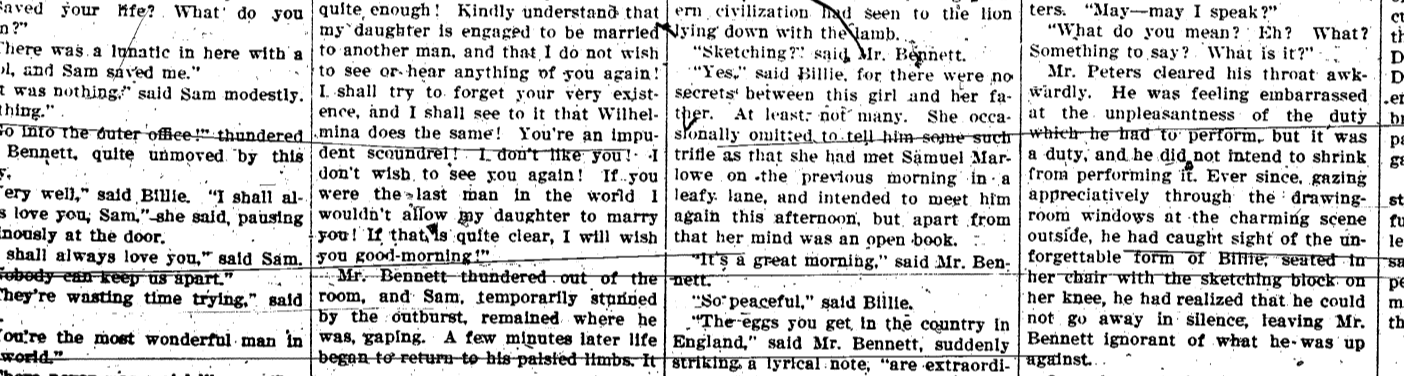 saved your life? What do you
n?"
There was a lunatic in here with a
ol, and Sam saved me."
t was nothing," said Sam modestly.
thing."
Go into the outer office!" thundered
Bennett, quite unmoved by this
y.
ery well," said Billie. "I shall al-
s love you, Sam," she said, pausing
inously at the door.
shall always love you," said Sam.
Nobody can keep us apart."
They're wasting time trying," said
You're the most wonderful man in
world."
quite enough! Kindly understand that
my daughter is engaged to be married
to another man, and that I do not wish
to see or hear anything of you again!
I shall try to forget your very exist-
ence, and I shall see to it that Wilhel-
mina does the same! You're an impu-
dent scoundrel! I don't like you! I
don't wish to see you again! If you
were the last man in the world I
wouldn't allow my daughter to marry
you! If that is quite clear, I will wish
you good-morning!"
Mr. Bennett thundered out of the
room, and Sam, temporarily stunned
by the outburst, remained where he
was, gaping. A few minutes later life
began to return to his palsied limbs. It
ern civilization had seen to the lion
lying down with the lamb.
"Sketching?" said Mr. Bennett.
"Yes," said Billie, for there were no
secrets between this girl and her fa-
ther. At least, not many. She occa-
sionally omitted to tell him some such
trifle as that she had met Samuel Mar-
lowe on the previous morning in a
leafy lane, and intended to meet him
again this afternoon, but apart from
that her mind was an open book.
"It's a great morning," said Mr. Ben-
nett.
"So peaceful," said Billie.
"The eggs you get in the country in
England," said Mr. Bennett, suddenly
striking a lyrical note, "are extraordi-
ters. "May—may I speak?"
"What do you mean? Eh? What?
Something to say? What is it?"
Mr. Peters cleared his throat awk-
wardly. He was feeling embarrassed
at the unpleasantness of the duty
which he had to perform, but it was
a duty, and he did not intend to shrink
from performing it. Ever since, gazing
appreciatively through the drawing-
room windows at the charming scene
outside, he had caught sight of the un-
forgettable form of Billie, seated in
her chair with the sketching block on
her knee, he had realized that he could
not go away in silence, leaving Mr.
Bennett ignorant of what he was up
against.